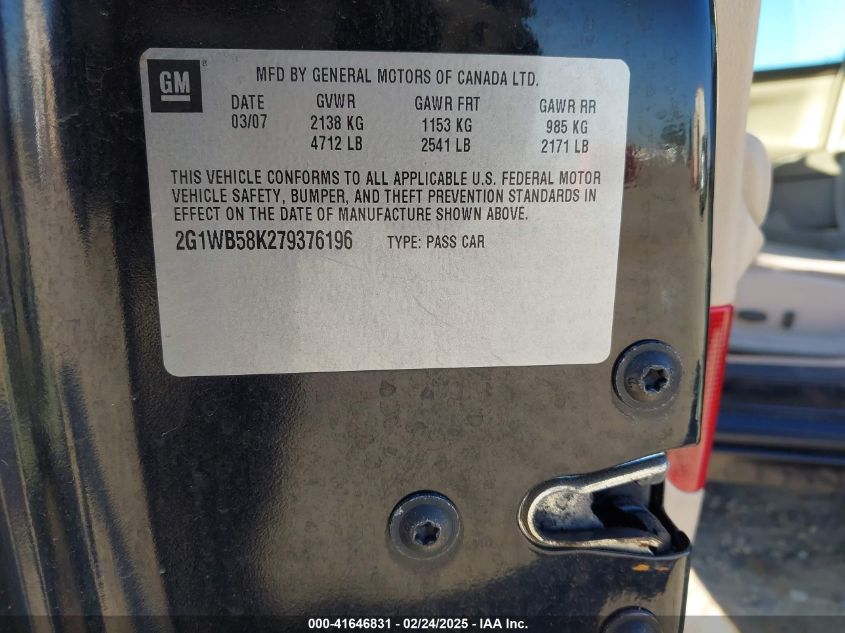 GM ®
MFD BY GENERAL MOTORS OF CANADA LTD.
DATE GVWR GAWR FRT GAWR RR
03/07 2138 KG 1153 KG 985 KG
4712 LB 2541 LB 2171 LB
THIS VEHICLE CONFORMS TO ALL APPLICABLE U.S. FEDERAL MOTOR
VEHICLE SAFETY, BUMPER, AND THEFT PREVENTION STANDARDS IN
EFFECT ON THE DATE OF MANUFACTURE SHOWN ABOVE.
2G1WB58K279376196 TYPE: PASS CAR
000-41646831 - 02/24/2025 - IAA Inc.